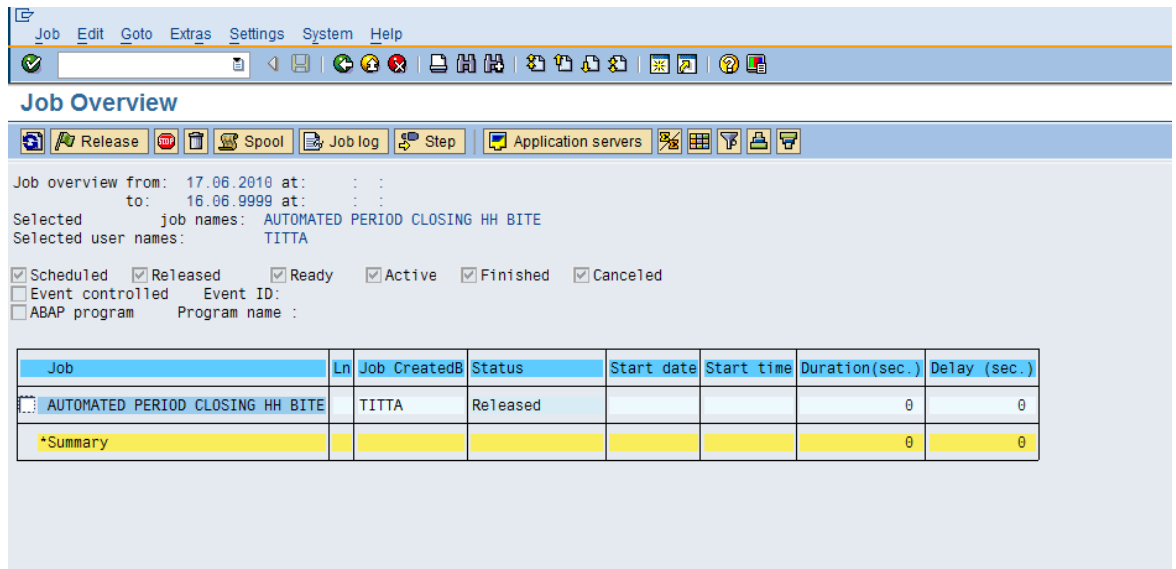 Job Edit Goto Extras Settings System Help
Job Overview
Release STOP Spool Job log Step Application servers
Job overview from: 17.06.2010 at: : :
to: 16.06.9999 at: : :
Selected job names: AUTOMATED PERIOD CLOSING HH BITE
Selected user names: TITTA
Scheduled Released Ready Active Finished Canceled
Event controlled Event ID:
ABAP program Program name :
Job Ln Job CreatedB Status Start date Start time Duration(sec.) Delay (sec.)
AUTOMATED PERIOD CLOSING HH BITE TITTA Released 0 0
*Summary 0 0